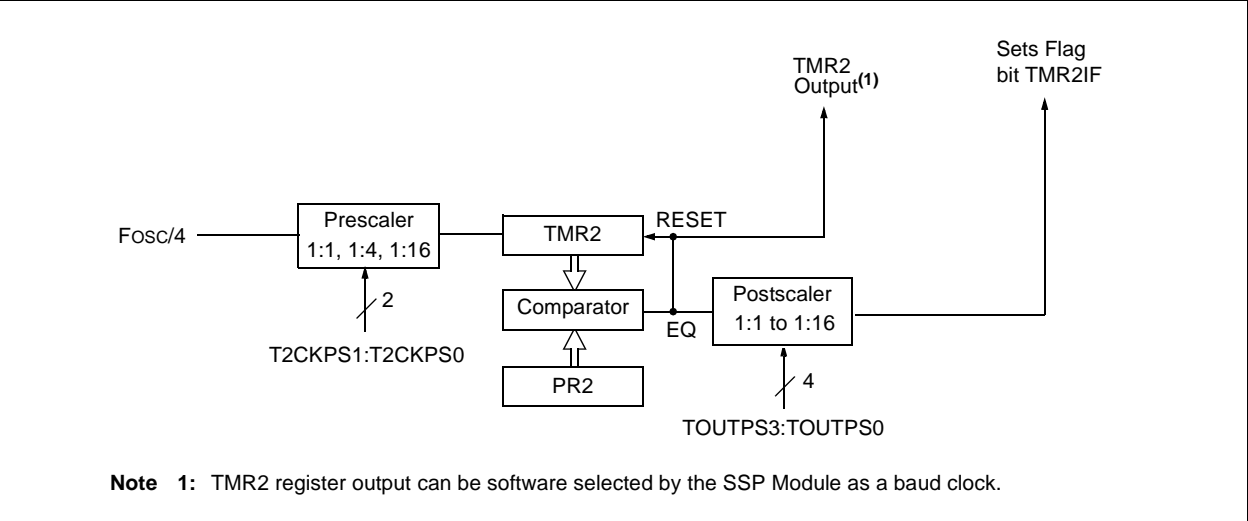 Sets Flag
bit TMR2IF
TMR2
Output(1)
Prescaler
1:1, 1:4, 1:16
FOSC/4
TMR2
RESET
Comparator
EQ
Postscaler
1:1 to 1:16
2
T2CKPS1:T2CKPS0
PR2
4
TOUTPS3:TOUTPS0
Note 1: TMR2 register output can be software selected by the SSP Module as a baud clock.